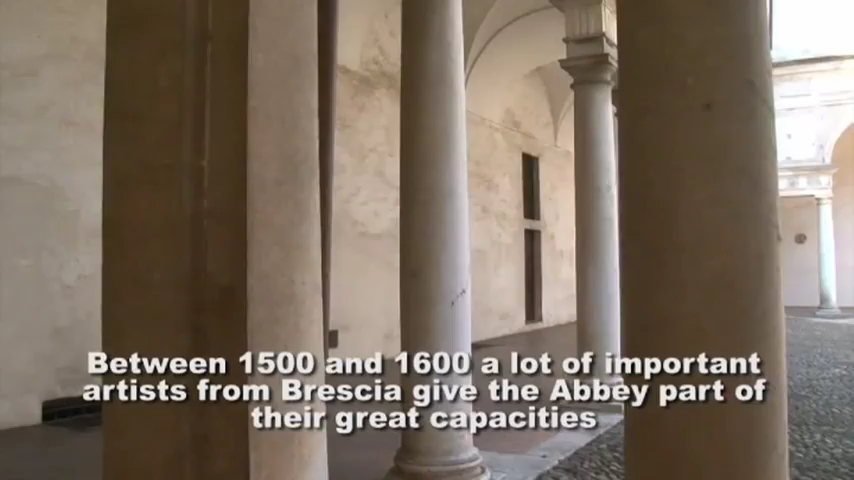 Between 1500 and 1600 a lot of important
artists from Brescia give the Abbey part of
their great capacities